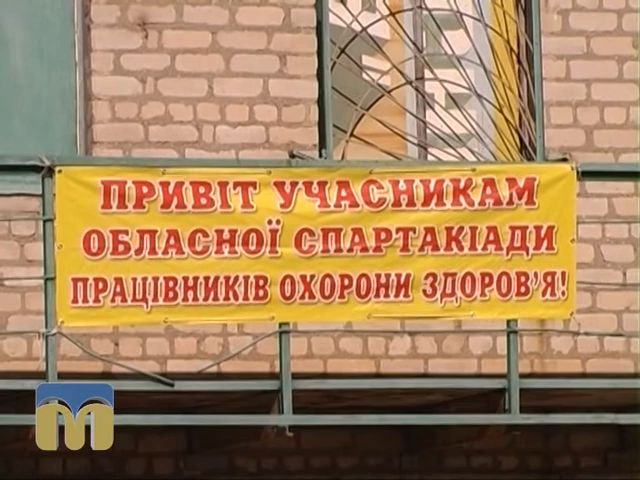 ПРИВІТ УЧАСНИКАМ
ОБЛАСНОЇ СПАРТАКІАДИ
ПРАЦІВНИКІВ ОХОРОНИ ЗДОРОВ'Я!
М